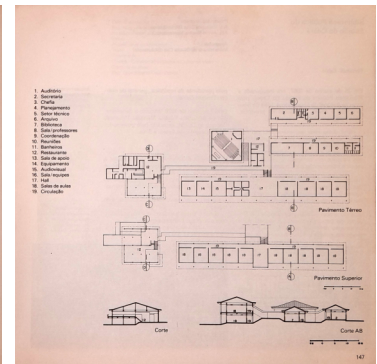 1. Auditório
2. Secretaria
3. Chefia
4. Planejamento
5. Setor técnico
6. Arquivo
7. Biblioteca
8. Sala/professores
9. Coordenação
10. Reuniões
11. Banheiros
12. Restaurante
13. Sala de apoio
14. Equipamento
15. Audiovisual
16. Sala/equipes
17. Hall
18. Salas de aulas
19. Circulação
Pavimento Térreo
Pavimento Superior
Corte
Corte AB
147